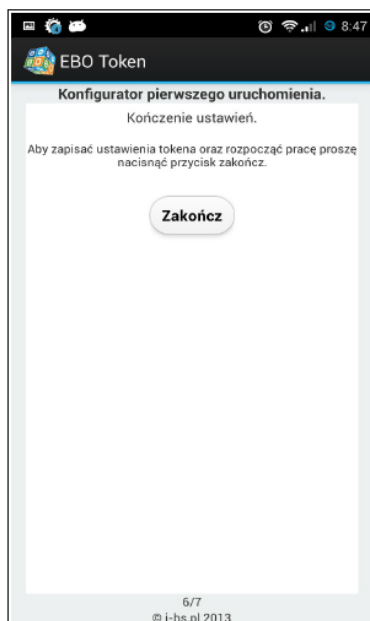 8:47
EBO Token
Konfigurator pierwszego uruchomienia.
Kończenie ustawień.
Aby zapisać ustawienia tokena oraz rozpocząć pracę proszę
nacisnąć przycisk zakończ.
Zakończ
6/7
© i-bs.pl 2013